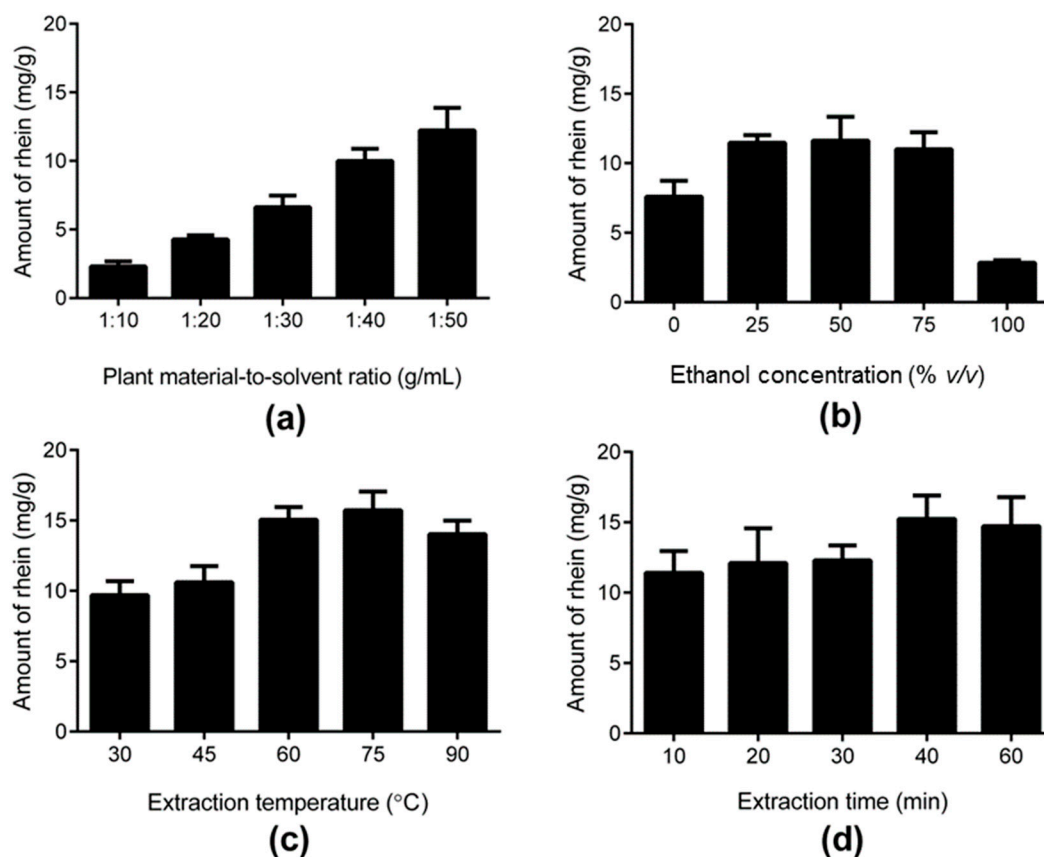 Amount of rhein (mg/g)
20
15
10
5
0
1:10 1:20 1:30 1:40 1:50
Plant material-to-solvent ratio (g/mL)
(a)
Amount of rhein (mg/g)
20
15
10
5
0
0 25 50 75 100
Ethanol concentration (% v/v)
(b)
Amount of rhein (mg/g)
20
15
10
5
0
30 45 60 75 90
Extraction temperature (°C)
(c)
Amount of rhein (mg/g)
20
15
10
5
0
10 20 30 40 60
Extraction time (min)
(d)